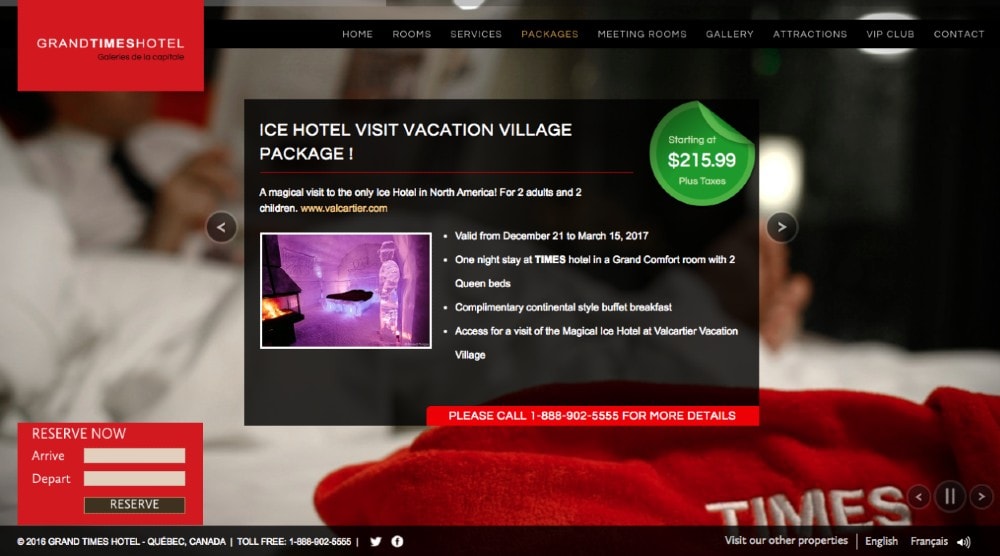 GRANDTIMESHOTEL
Galeries de la capitale
HOME ROOMS SERVICES PACKAGES MEETING ROOMS GALLERY ATTRACTIONS VIP CLUB CONTACT
ICE HOTEL VISIT VACATION VILLAGE
PACKAGE !
Starting at
$215.99
Plus Taxes
A magical visit to the only Ice Hotel in North America! For 2 adults and 2
children. www.valcartier.com
< >
• Valid from December 21 to March 15, 2017
• One night stay at TIMES hotel in a Grand Comfort room with 2
Queen beds
• Complimentary continental style buffet breakfast
• Access for a visit of the Magical Ice Hotel at Valcartier Vacation
Village
PLEASE CALL 1-888-902-5555 FOR MORE DETAILS
RESERVE NOW
Arrive
Depart
RESERVE
TIMES
© 2016 GRAND TIMES HOTEL - QUÉBEC, CANADA | TOLL FREE: 1-888-902-5555 |
Visit our other properties | English Français